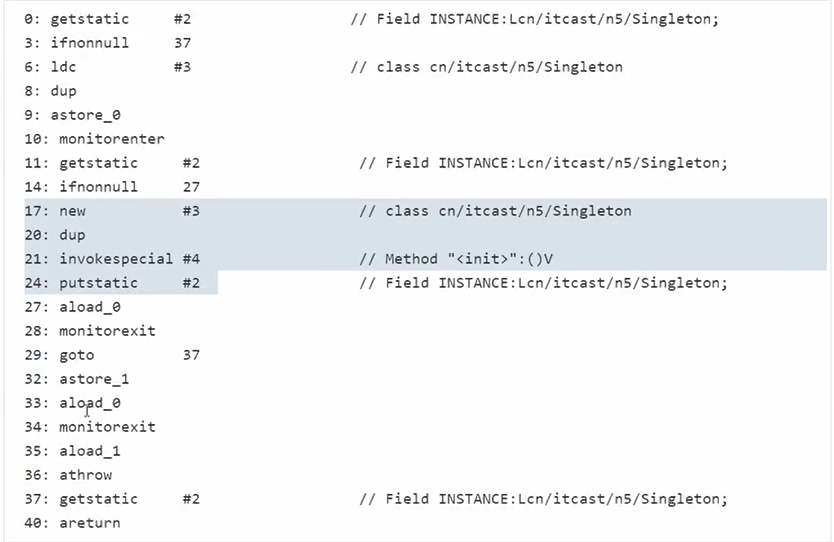 0: getstatic #2 // Field INSTANCE:Lcn/itcast/n5/Singleton;
3: ifnonnull 37
6: ldc #3 // class cn/itcast/n5/Singleton
8: dup
9: astore_0
10: monitorenter
11: getstatic #2 // Field INSTANCE:Lcn/itcast/n5/Singleton;
14: ifnonnull 27
17: new #3 // class cn/itcast/n5/Singleton
20: dup
21: invokespecial #4 // Method "<init>":()V
24: putstatic #2 // Field INSTANCE:Lcn/itcast/n5/Singleton;
27: aload_0
28: monitorexit
29: goto 37
32: astore_1
33: aload_0
34: monitorexit
35: aload_1
36: athrow
37: getstatic #2 // Field INSTANCE:Lcn/itcast/n5/Singleton;
40: areturn